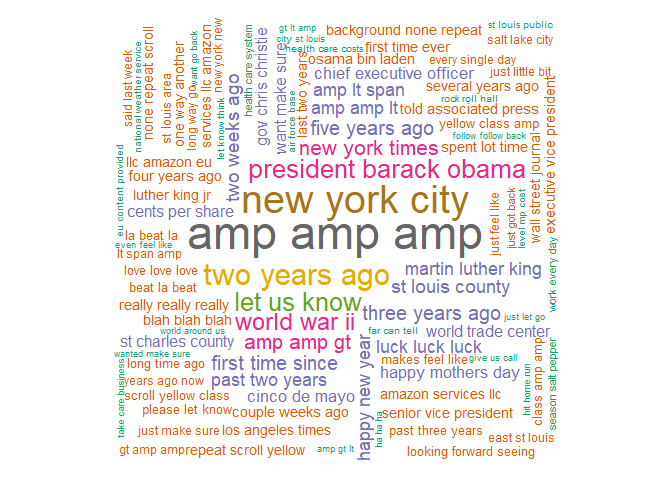 st louis public
background none repeat
salt lake city
gt lt amp
city st louis
health care costs
first time ever
osama bin laden
every single day
chief executive officer
just little bit
amp lt span
several years ago
rock roll hall
amp amp lt
told associated press
five years ago
yellow class amp
follow follow back
new york times
spent lot time
president barack obama
said last week
national weather service
none repeat scroll
st louis area
one way another
long way go
want go back
services llc amazon
let know think
new york new
two weeks ago
health care system
gov chris christie
air force base
want make sure
last two years
wall street journal
executive vice president
llc amazon eu
four years ago
luther king jr
cents per share
new york city
eu content provided
la beat la
even feel like
lt span amp
amp amp amp
just feel like
just got back
level mp cost
work every day
love love love
beat la beat
two years ago
martin luther king
st louis county
really really really
let us know
three years ago
just let go
blah blah blah
world around us
world war ii
far can tell
world trade center
st charles county
amp amp gt
luck luck luck
wanted make sure
long time ago
first time since
makes feel like
give us call
years ago now
past two years
happy mothers day
take care business
scroll yellow class
cinco de mayo
happy new year
amazon services llc
hit home run
class amp amp
season salt pepper
please let know
couple weeks ago
ha ha ha
senior vice president
just make sure
los angeles times
past three years
east st louis
gt amp amp
repeat scroll yellow
amp gt lt
looking forward seeing